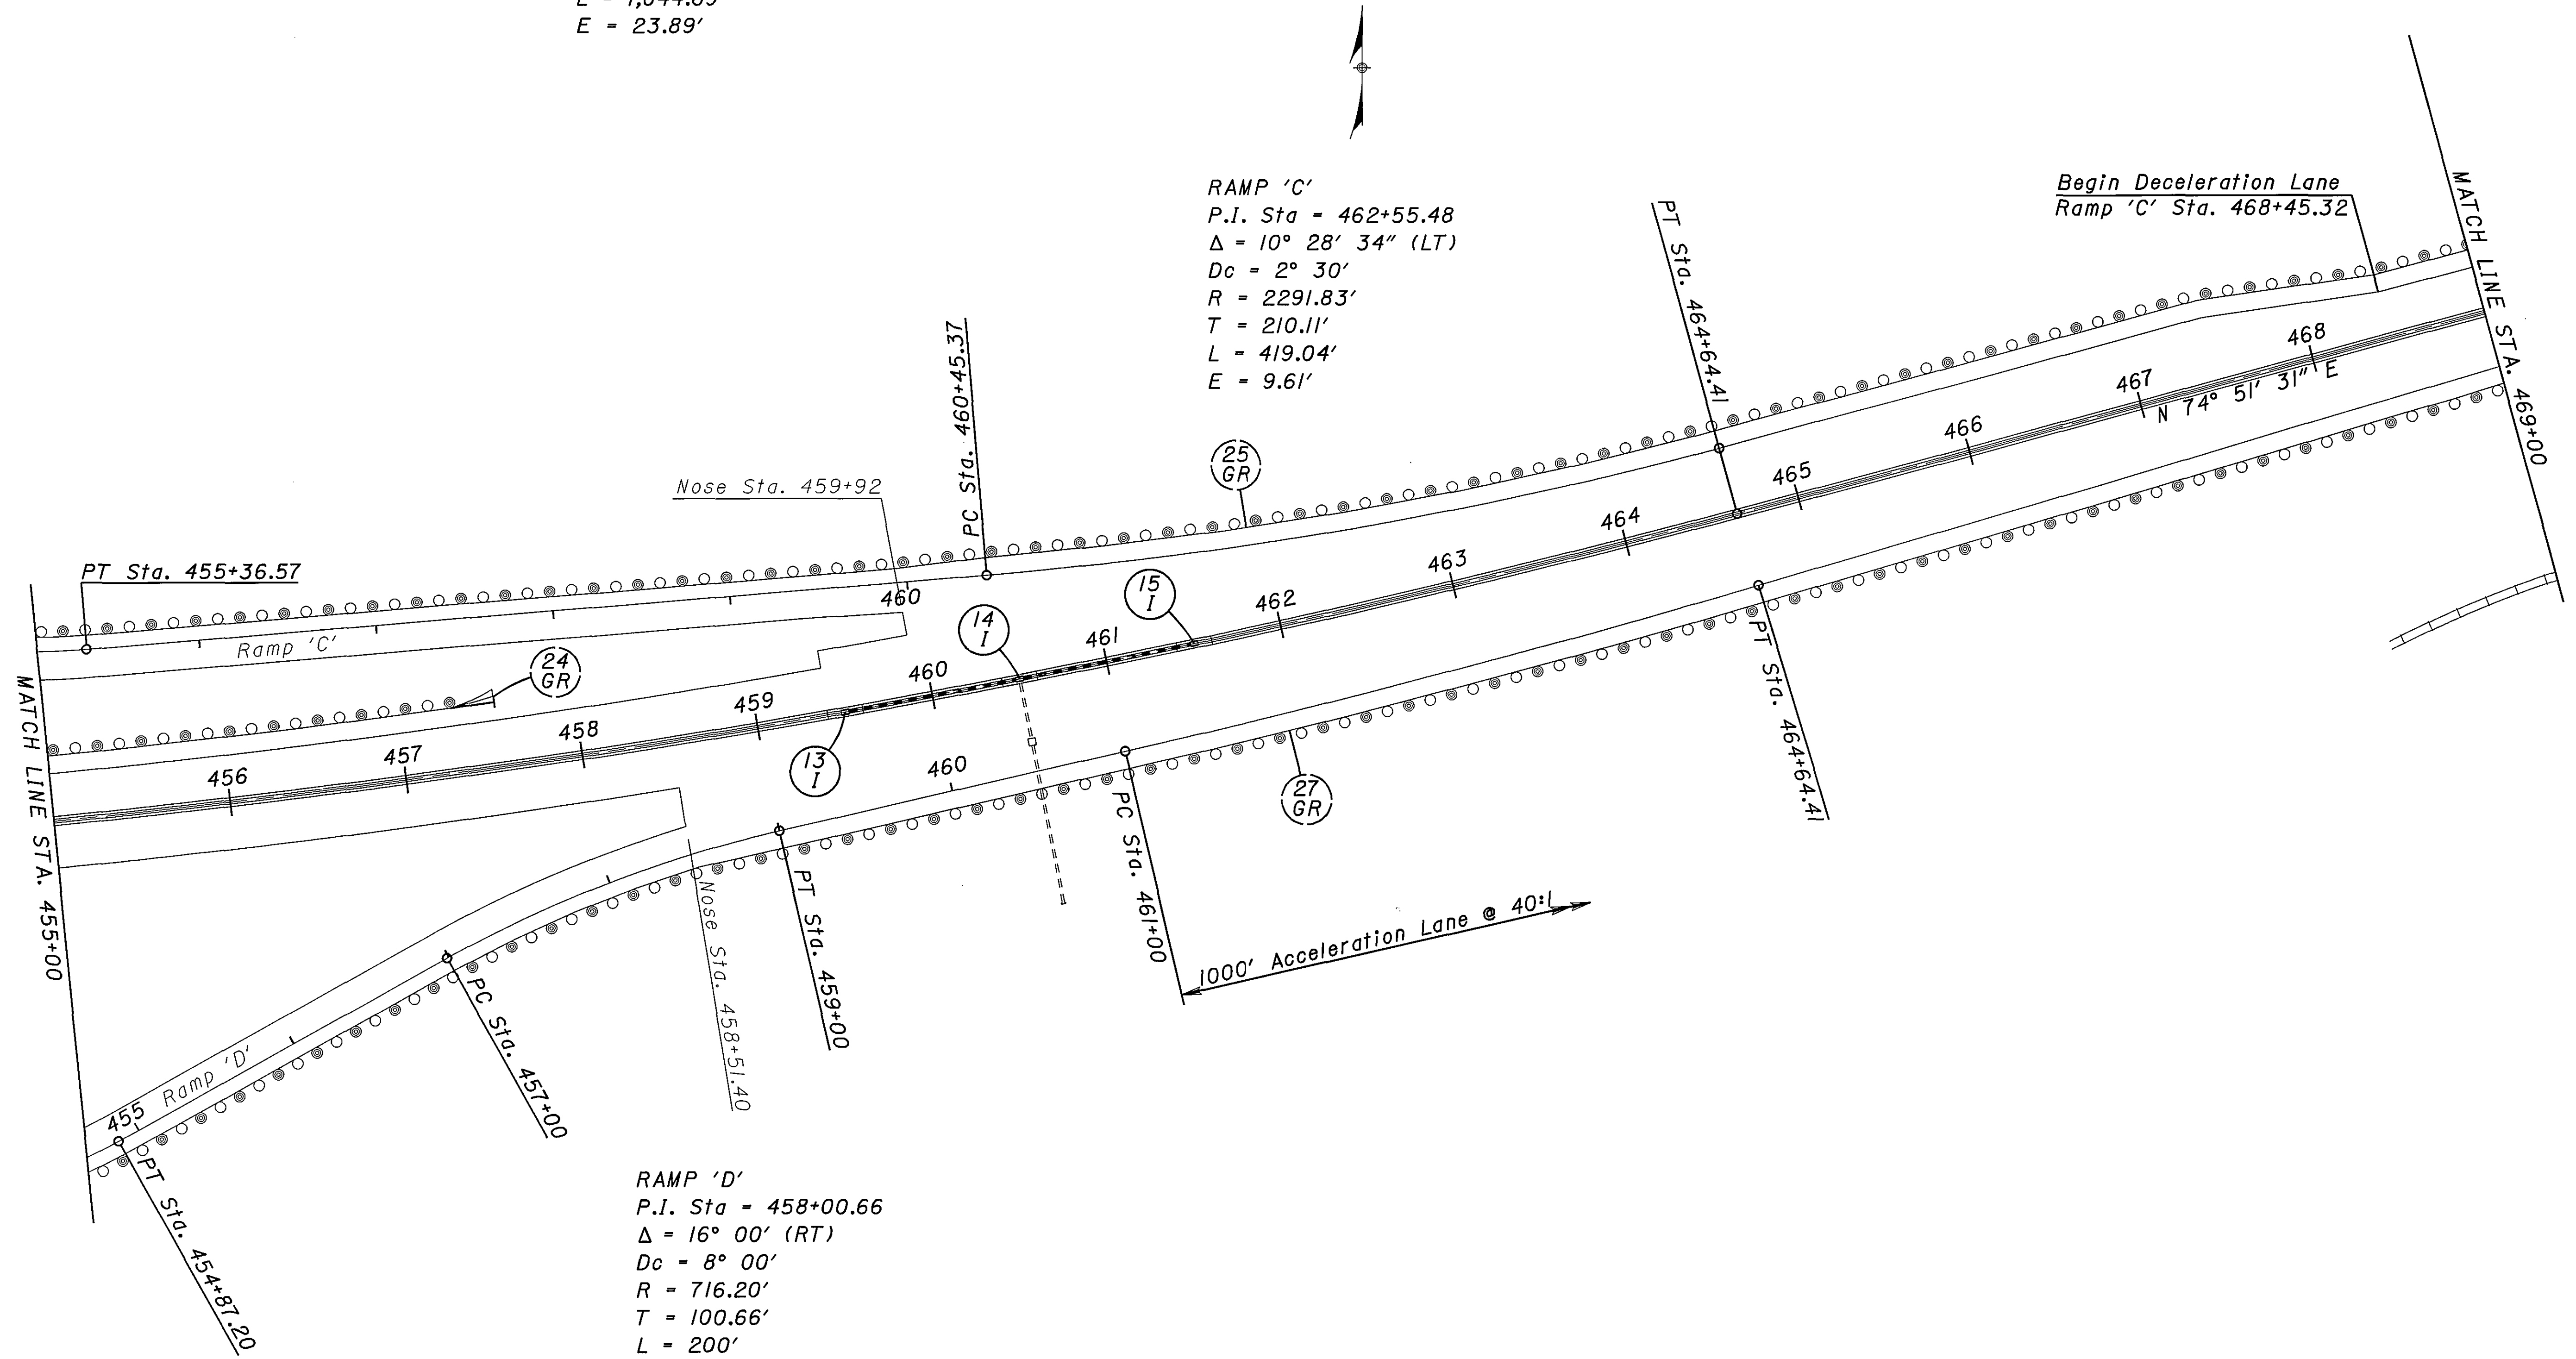 E = 23.89'
RAMP 'C'
P.I. Sta = 462+55.48
Δ = 10° 28' 34" (LT)
Dc = 2° 30'
R = 2291.83'
T = 210.11'
L = 419.04'
E = 9.61'
Begin Deceleration Lane
Ramp 'C' Sta. 468+45.32
MATCH LINE STA. 469+00
PT Sta. 464+64.41
PC Sta. 460+45.37
Nose Sta. 459+92
25
GR
PT Sta. 455+36.57
Ramp 'C'
460
24
GR
14
I
15
I
13
I
456
457
458
459
460
461
462
463
464
465
466
467
468
N 74° 51' 31" E
MATCH LINE STA. 455+00
460
27
GR
PT Sta. 464+64.41
PC Sta. 461+00
1000' Acceleration Lane @ 40:1
PT Sta. 459+00
Nose Sta. 458+51.40
PC Sta. 457+00
Ramp 'D'
455
PT Sta. 454+87.20
RAMP 'D'
P.I. Sta = 458+00.66
Δ = 16° 00' (RT)
Dc = 8° 00'
R = 716.20'
T = 100.66'
L = 200'